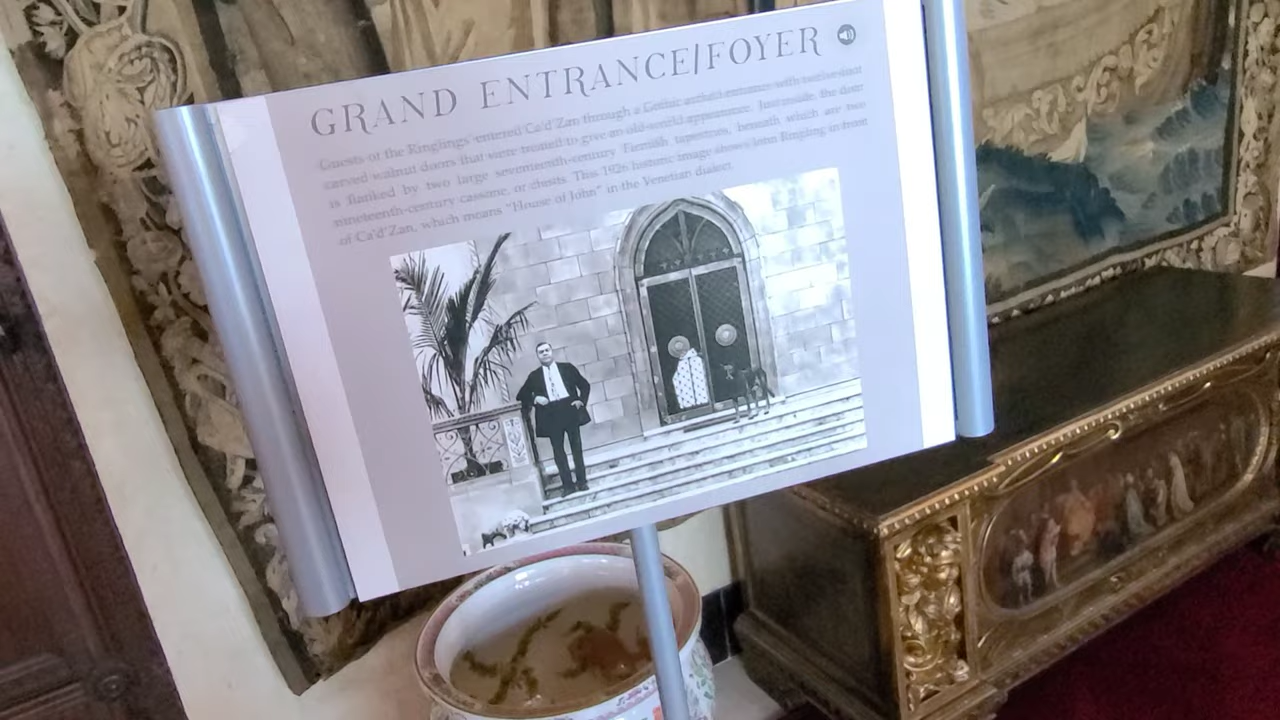 GRAND ENTRANCE/FOYER
Guests of the Ringlings entered Ca'd'Zan through a Gothic arched entrance with
carved walnut doors that were treated to give an old-world appearance. Just inside, the door
is flanked by two large seventeenth-century Flemish tapestries, beneath which are two
nineteenth-century cassone, or chests. This 1926 historic image shows John Ringling in front
of Ca'd'Zan, which means "House of John" in the Venetian dialect.